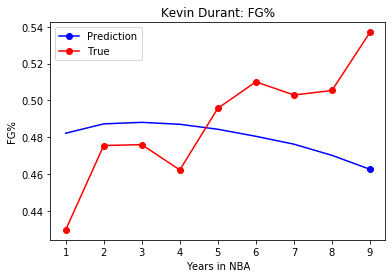 Kevin Durant: FG%
Prediction
True
FG%
0.54
0.52
0.50
0.48
0.46
0.44
1 2 3 4 5 6 7 8 9
Years in NBA